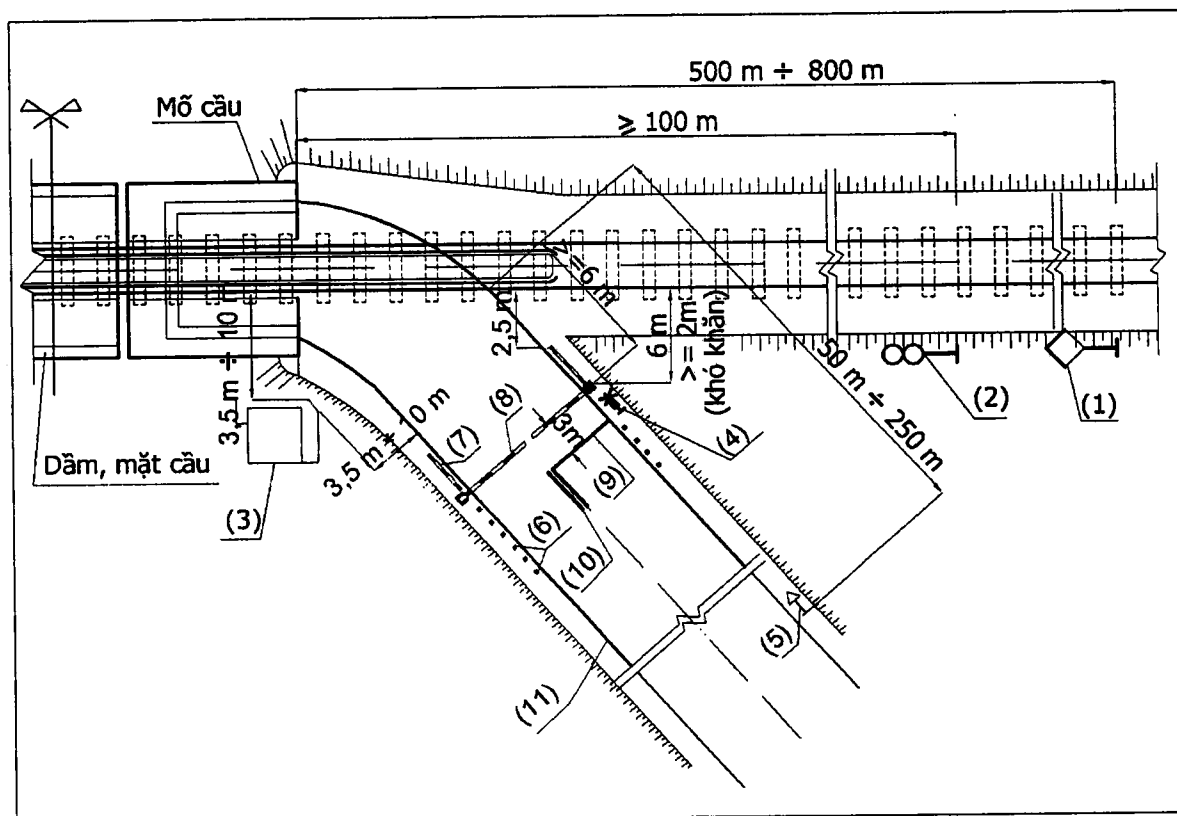 500 m ÷ 800 m
Mố cầu
≥ 100 m
>=6 m
2,5 m
6 m
>= 2m
(khó khăn)
50 m ÷ 250 m
3,5 m ÷ 10 m
(8)
(2)
(1)
0 m
(7)
3m
(4)
3,5 m
(9)
Dầm, mặt cầu
(3)
(6)
(10)
(5)
(11)